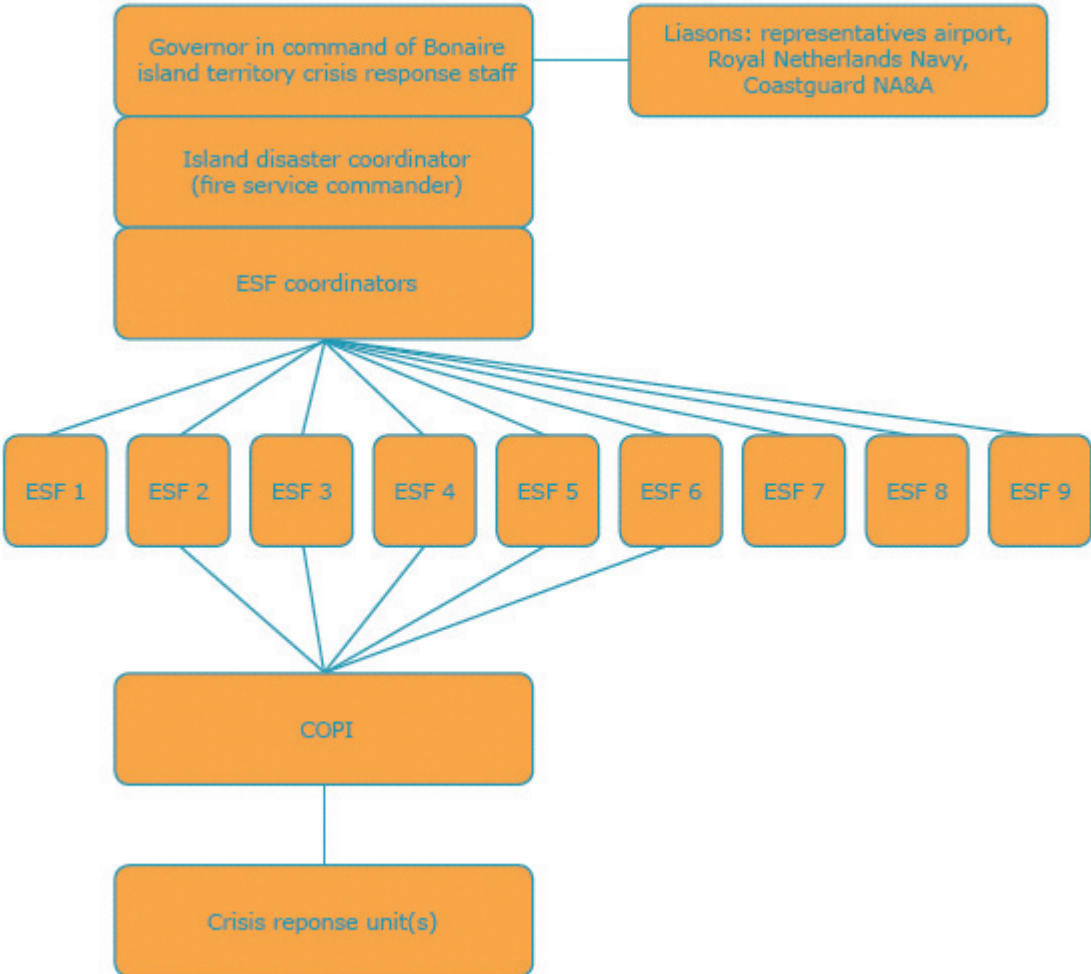 Governor in command of Bonaire
island territory crisis response staff
Liasons: representatives airport,
Royal Netherlands Navy,
Coastguard NA&A
Island disaster coordinator
(fire service commander)
ESF coordinators
ESF 1
ESF 2
ESF 3
ESF 4
ESF 5
ESF 6
ESF 7
ESF 8
ESF 9
COPI
Crisis reponse unit(s)